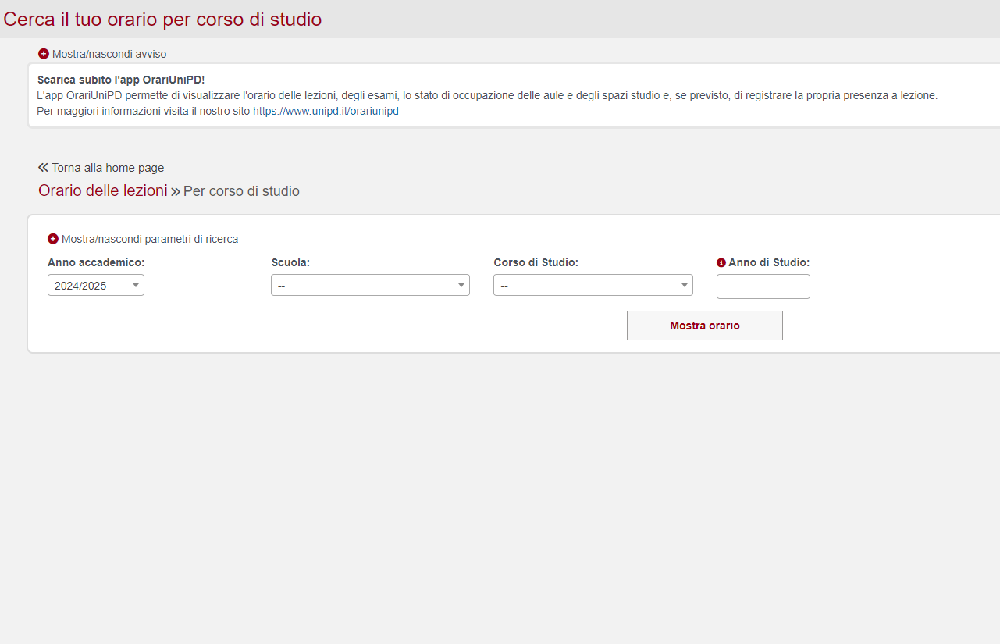 Cerca il tuo orario per corso di studio
Mostra/nascondi avviso
Scarica subito l'app OrariUniPD!
L'app OrariUniPD permette di visualizzare l'orario delle lezioni, degli esami, lo stato di occupazione delle aule e degli spazi studio e, se previsto, di registrare la propria presenza a lezione.
Per maggiori informazioni visita il nostro sito https://www.unipd.it/orariunipd
Torna alla home page
Orario delle lezioni » Per corso di studio
Mostra/nascondi parametri di ricerca
Anno accademico: Scuola: Corso di Studio: Anno di Studio:
2024/2025 -- --
Mostra orario